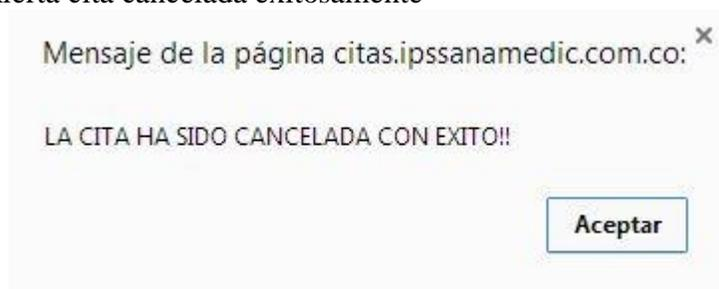 cita cancelada exitosamente
Mensaje de la página citas.ipssanamedic.com.co:
LA CITA HA SIDO CANCELADA CON EXITO!!
Aceptar